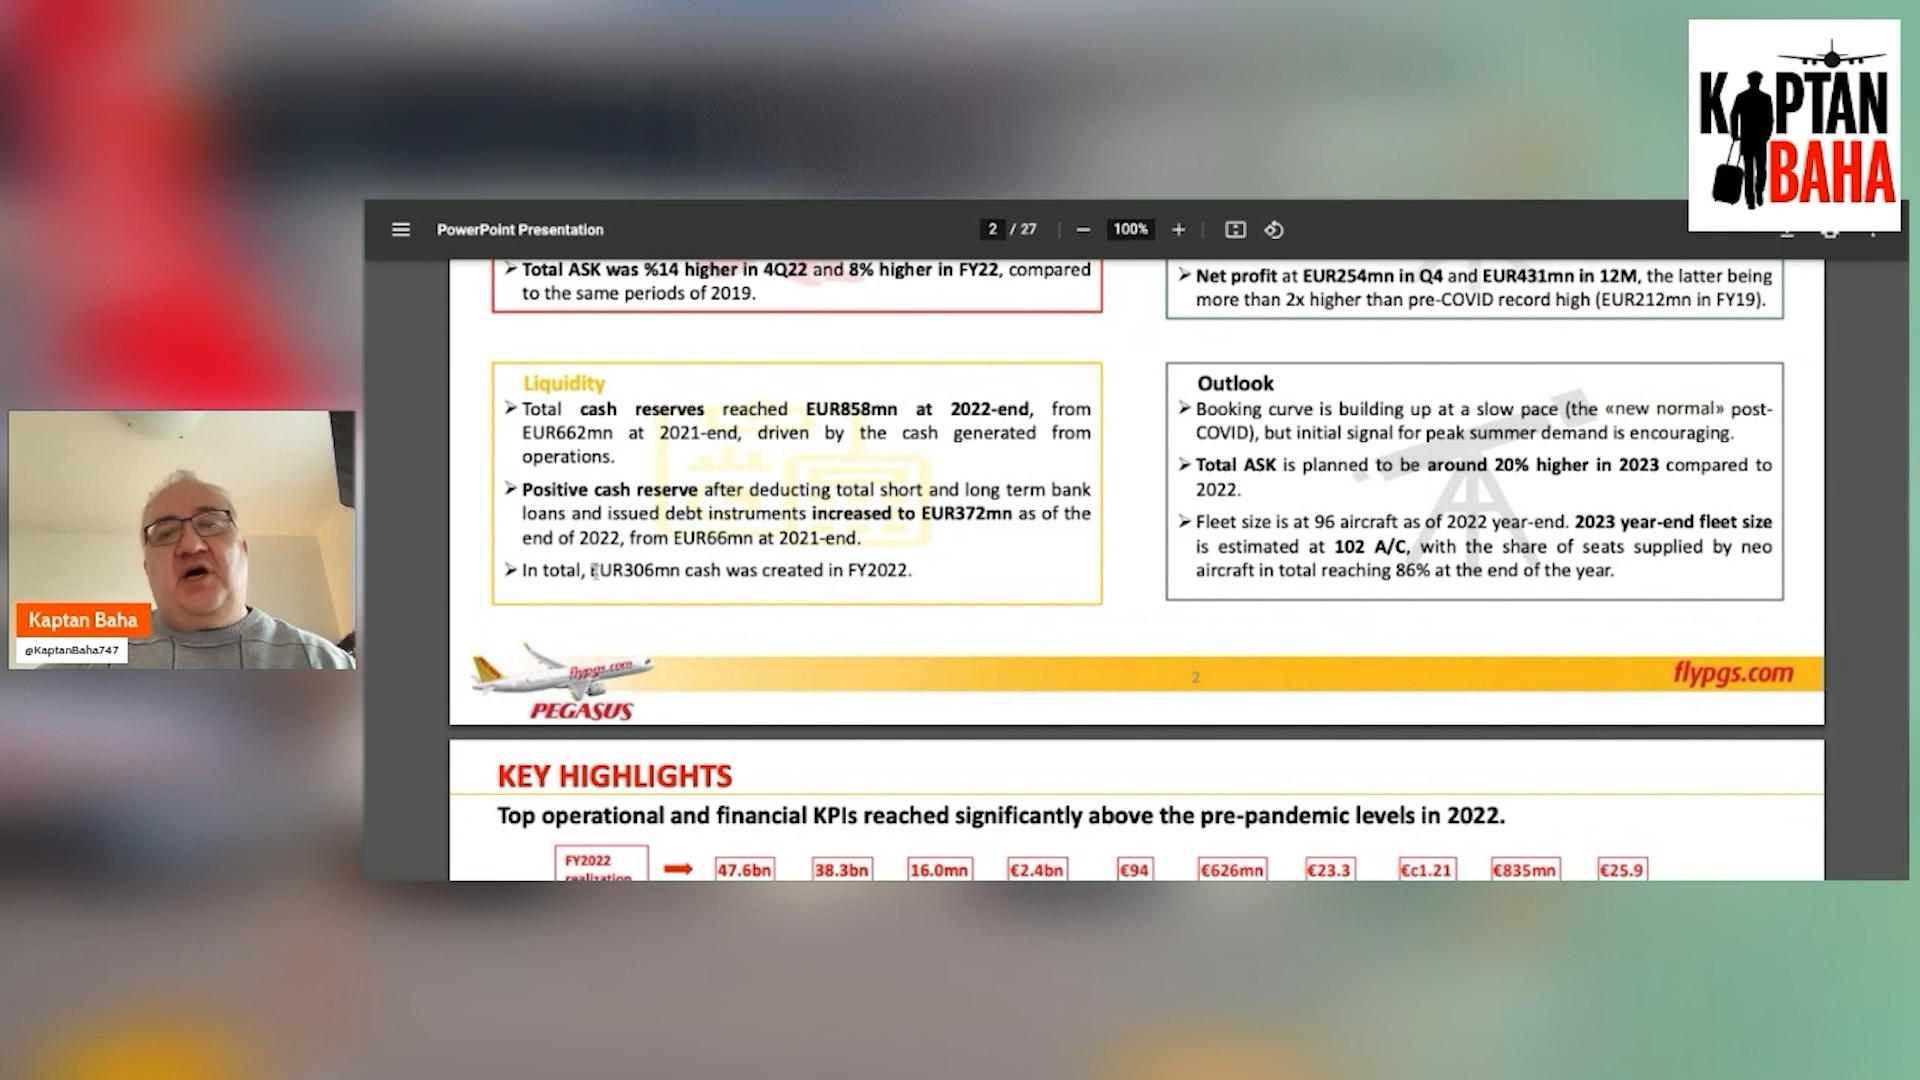 KAPTAN
BAHA
PowerPoint Presentation
2 / 27
100%
Total ASK was %14 higher in 4Q22 and 8% higher in FY22, compared
to the same periods of 2019.
Net profit at EUR254mn in Q4 and EUR431mn in 12M, the latter being
more than 2x higher than pre-COVID record high (EUR212mn in FY19).
Liquidity
Total cash reserves reached EUR858mn at 2022-end, from
EUR662mn at 2021-end, driven by the cash generated from
operations.
Positive cash reserve after deducting total short and long term bank
loans and issued debt instruments increased to EUR372mn as of the
end of 2022, from EUR66mn at 2021-end.
In total, EUR306mn cash was created in FY2022.
Outlook
Booking curve is building up at a slow pace (the «new normal» post-
COVID), but initial signal for peak summer demand is encouraging.
Total ASK is planned to be around 20% higher in 2023 compared to
2022.
Fleet size is at 96 aircraft as of 2022 year-end. 2023 year-end fleet size
is estimated at 102 A/C, with the share of seats supplied by neo
aircraft in total reaching 86% at the end of the year.
Kaptan Baha
@KaptanBaha747
flypgs.com
PEGASUS
2
flypgs.com
KEY HIGHLIGHTS
Top operational and financial KPIs reached significantly above the pre-pandemic levels in 2022.
FY2022
realization
47.6bn 38.3bn 16.0mn €2.4bn €94 €626mn €23.3 €c1.21 €835mn €25.9